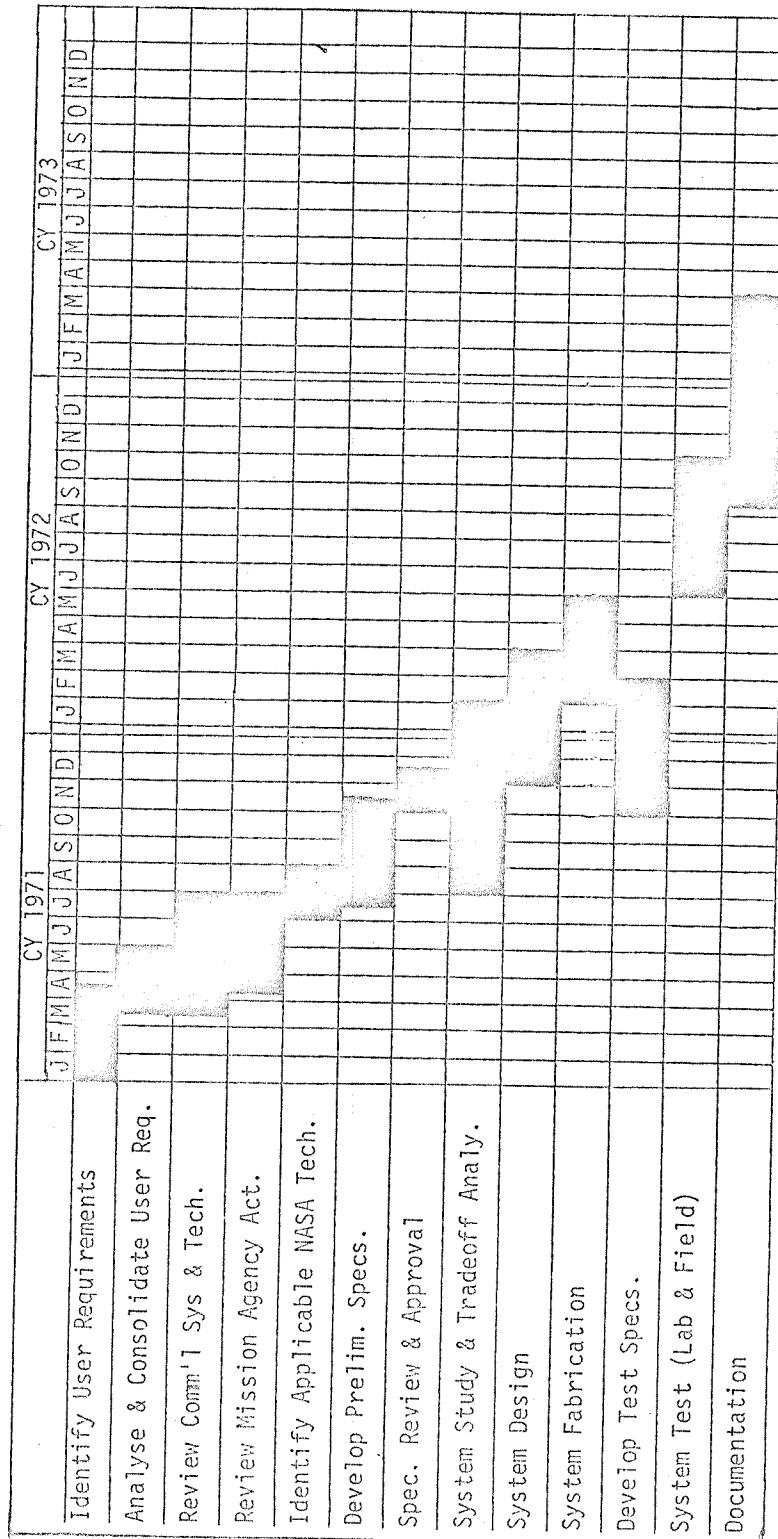 CY 1971 CY 1972 CY 1973
J F M A M J J A S O N D J F M A M J J A S O N D J F M A M J J A S O N D
Identify User Requirements
Analyse & Consolidate User Req.
Review Comm'l Sys & Tech.
Review Mission Agency Act.
Identify Applicable NASA Tech.
Develop Prelim. Specs.
Spec. Review & Approval
System Study & Tradeoff Analy.
System Design
System Fabrication
Develop Test Specs.
System Test (Lab & Field)
Documentation